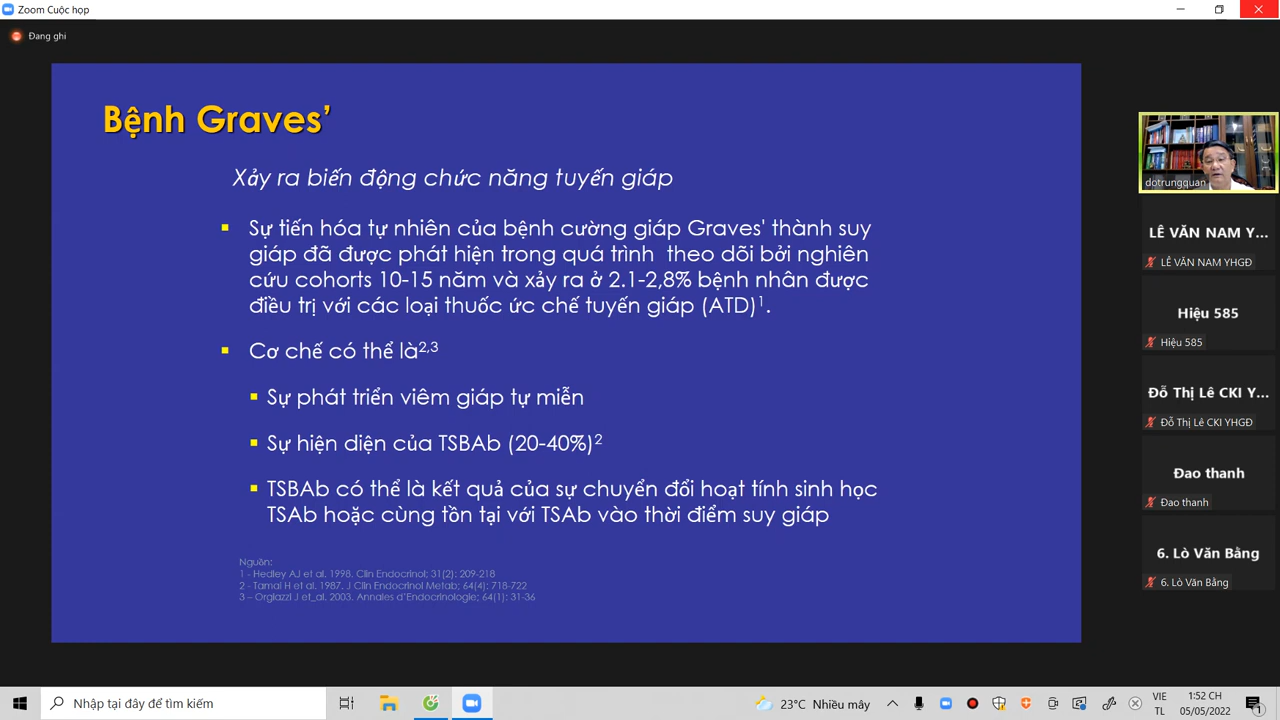 Zoom Cuộc họp
Đang ghi
Bệnh Graves’
Xảy ra biến động chức năng tuyến giáp
Sự tiến hóa tự nhiên của bệnh cường giáp Graves' thành suy
giáp đã được phát hiện trong quá trình theo dõi bởi nghiên
cứu cohorts 10-15 năm và xảy ra ở 2.1-2,8% bệnh nhân được
điều trị với các loại thuốc ức chế tuyến giáp (ATD)1.
Cơ chế có thể là2,3
Sự phát triển viêm giáp tự miễn
Sự hiện diện của TSBAb (20-40%)2
TSBAb có thể là kết quả của sự chuyển đổi hoạt tính sinh học
TSAb hoặc cùng tồn tại với TSAb vào thời điểm suy giáp
Nguồn:
1 - Hedley AJ et al. 1998. Clin Endocrinol; 31(2): 209-218
2 - Tamai H et al. 1987. J Clin Endocrinol Metab; 64(4): 718-722
3 – Orgiazzi J et_al. 2003. Annales d’Endocrinologie; 64(1): 31-36
dotrungquan
LÊ VĂN NAM Y...
LÊ VĂN NAM YHGĐ
Hiệu 585
Hiệu 585
Đỗ Thị Lê CKI Y...
Đỗ Thị Lê CKI YHGĐ
Đao thanh
Đao thanh
6. Lò Văn Bằng
6. Lò Văn Bằng
Nhập tại đây để tìm kiếm
23°C Nhiều mây
VIE
TL
1:52 CH
05/05/2022
1